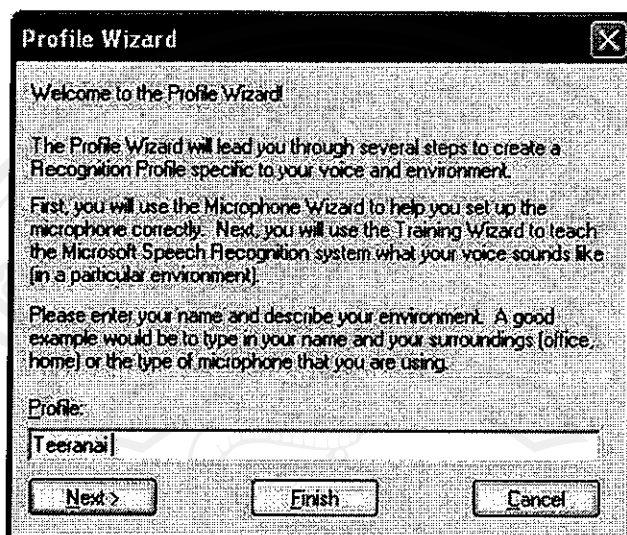 Profile Wizard
Welcome to the Profile Wizard!
The Profile Wizard will lead you through several steps to create a
Recognition Profile specific to your voice and environment.
First, you will use the Microphone Wizard to help you set up the
microphone correctly. Next, you will use the Training Wizard to teach
the Microsoft Speech Recognition system what your voice sounds like
(in a particular environment).
Please enter your name and describe your environment. A good
example would be to type in your name and your surroundings (office,
home) or the type of microphone that you are using.
Profile:
Teeranai
Next >
Finish
Cancel